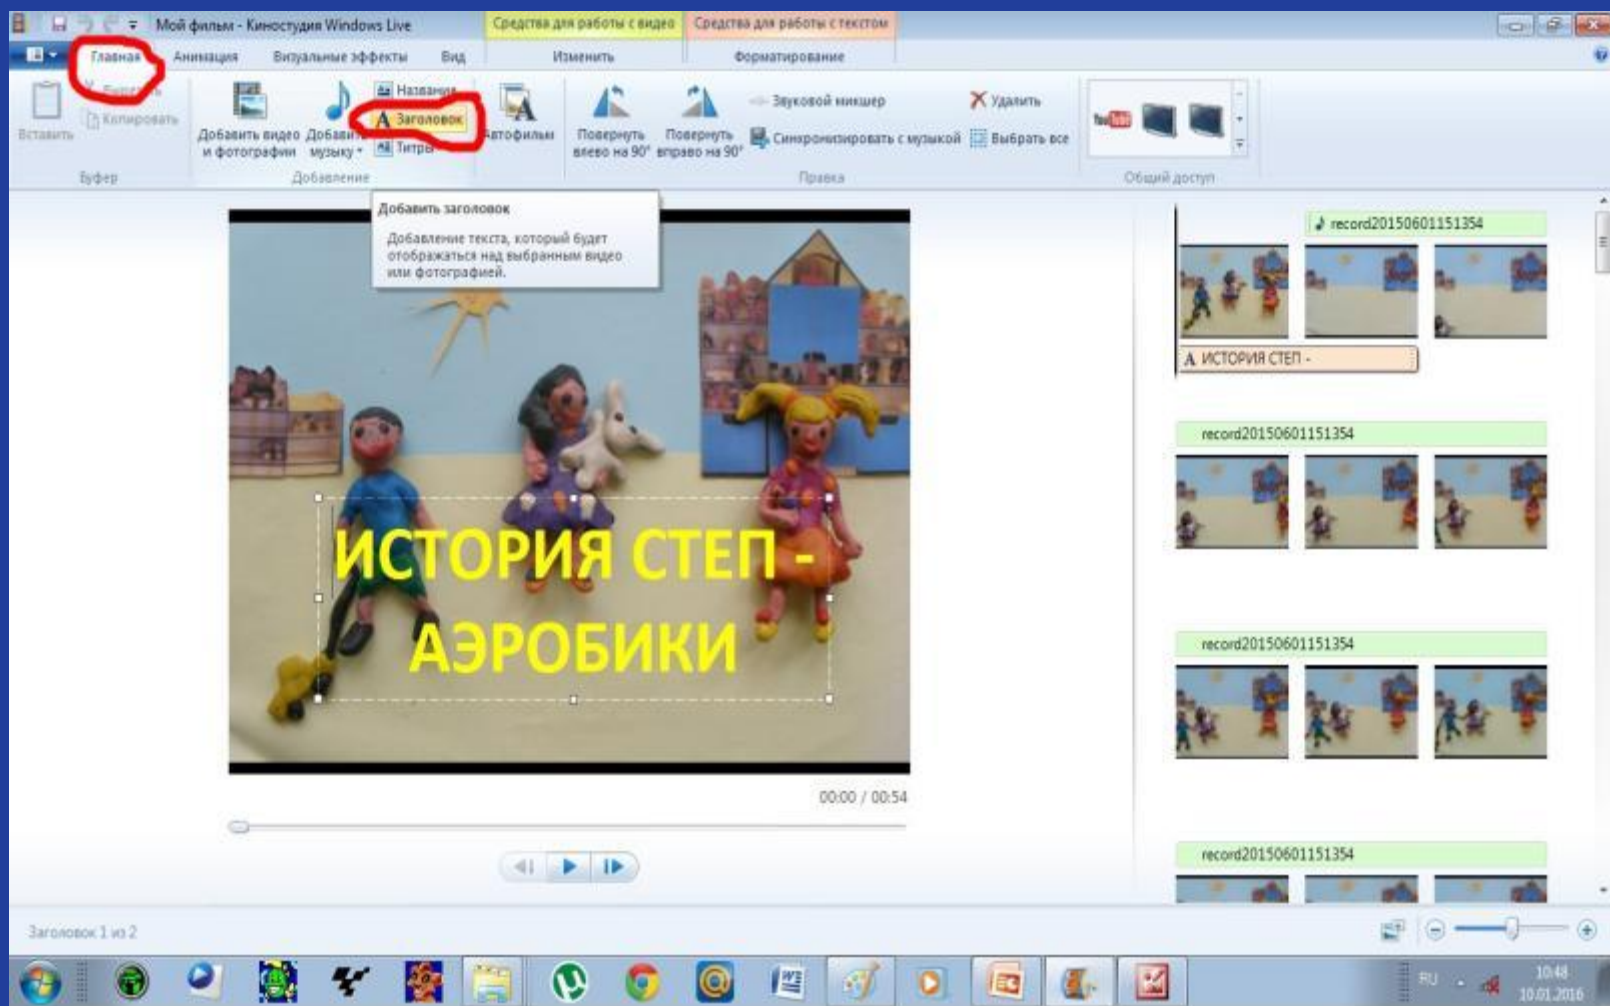 Мой фильм - Киностудия Windows Live
Средства для работы с видео
Средства для работы с текстом
Главная
Анимация
Визуальные эффекты
Вид
Изменить
Форматирование
Вставить
Вырезать
Копировать
Буфер
Добавить видео и фотографии
Добавить музыку
Название
A Заголовок
Титры
Добавление
Автофильм
Повернуть влево на 90°
Повернуть вправо на 90°
Звуковой микшер
Синхронизировать с музыкой
Удалить
Выбрать все
Правка
YouTube
Общий доступ
Добавить заголовок
Добавление текста, который будет
отображаться над выбранным видео
или фотографией.
ИСТОРИЯ СТЕП -
АЭРОБИКИ
00:00 / 00:54
record20150601151354
A ИСТОРИЯ СТЕП -
record20150601151354
record20150601151354
record20150601151354
Заголовок 1 из 2
RU
10:48
10.01.2016